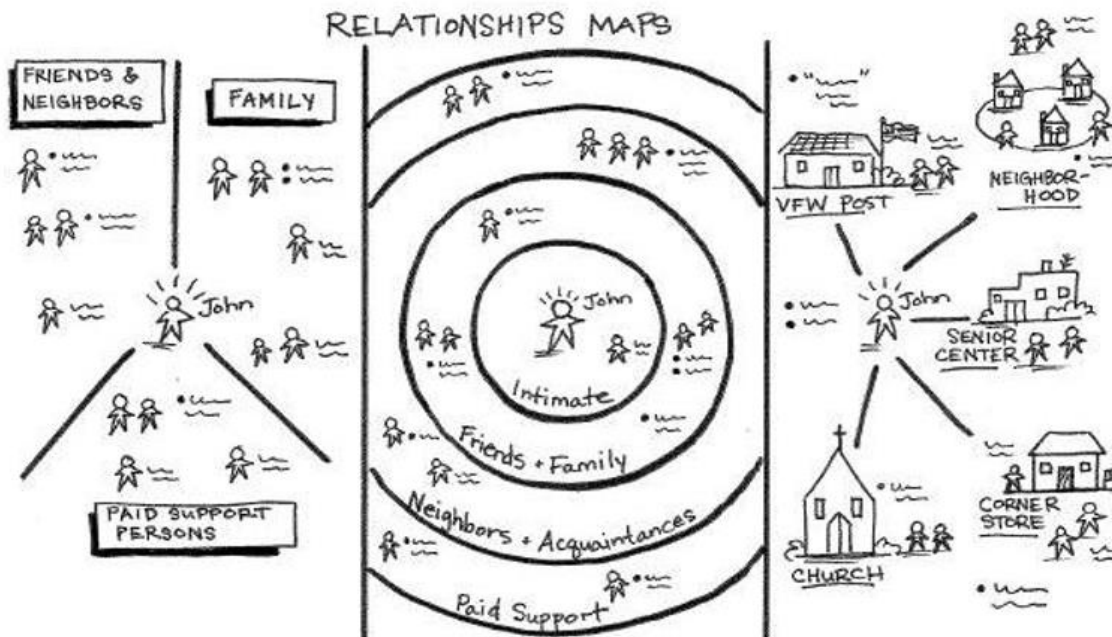 RELATIONSHIPS MAPS
FRIENDS &
NEIGHBORS
FAMILY
John
PAID SUPPORT
PERSONS
John
Intimate
Friends + Family
Neighbors + Acquaintances
Paid Support
VFW POST
NEIGHBOR-
HOOD
John
SENIOR
CENTER
CHURCH
CORNER
STORE